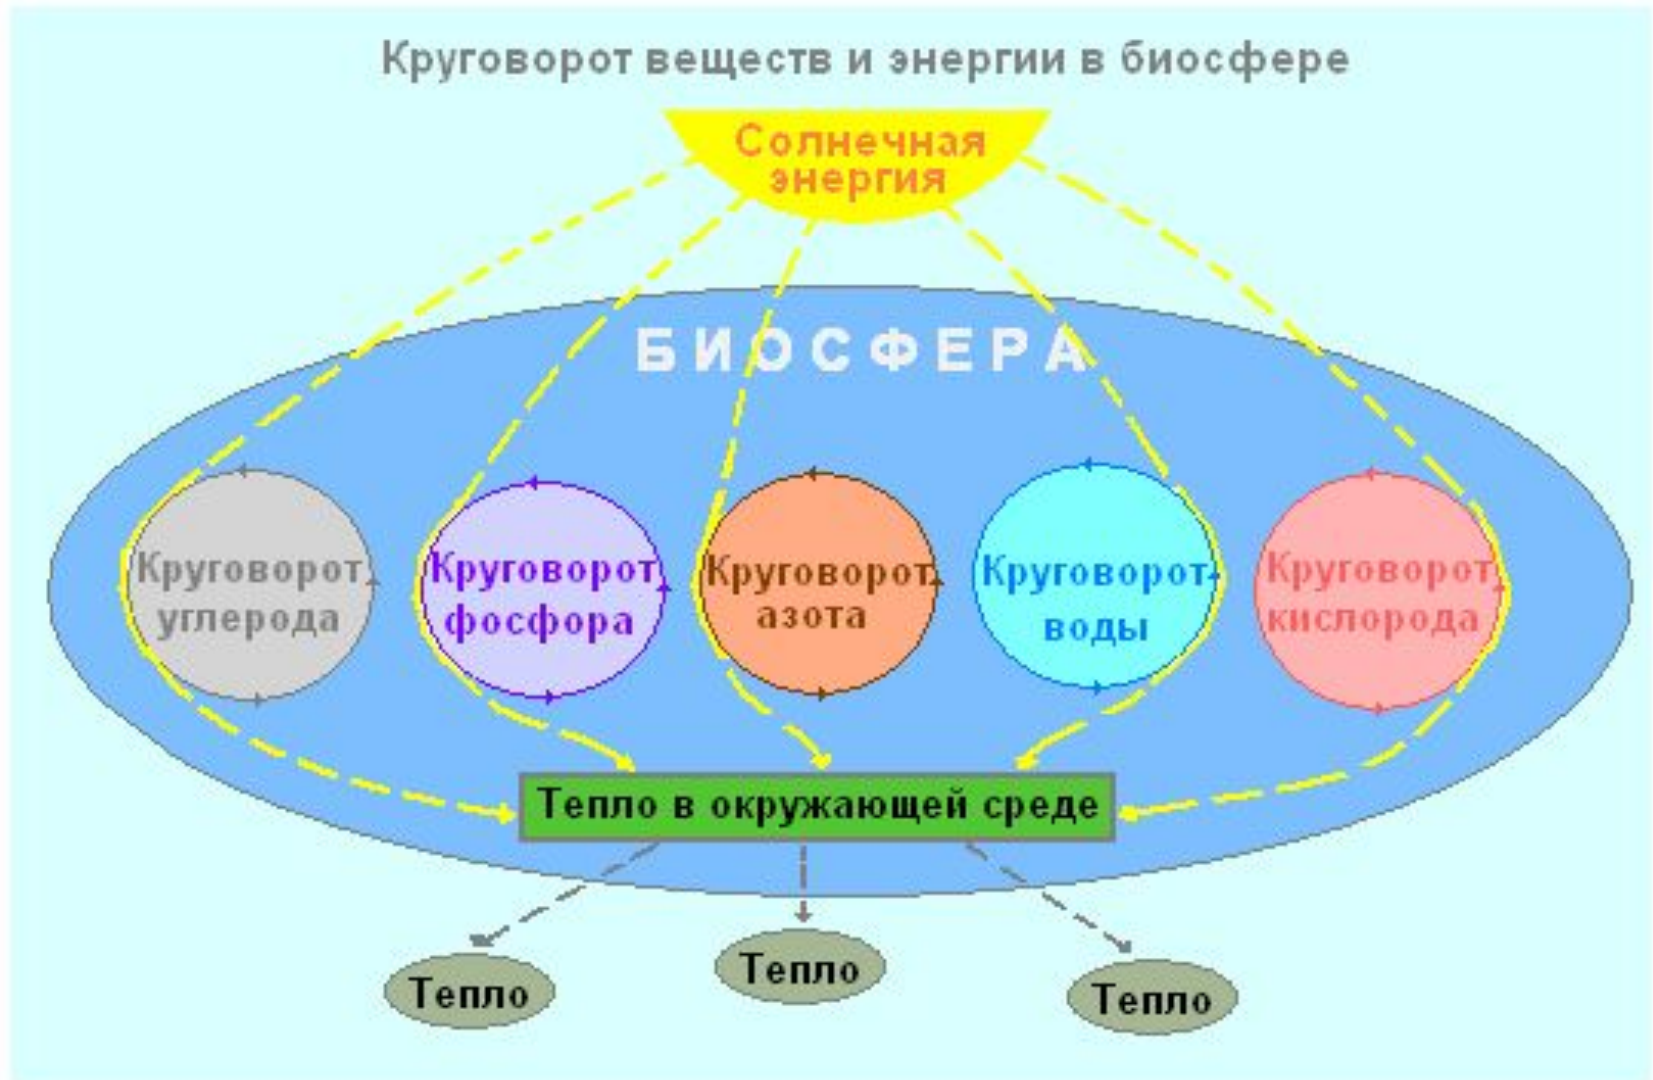 Круговорот веществ и энергии в биосфере
Солнечная
энергия
БИОСФЕРА
Круговорот
углерода
Круговорот
фосфора
Круговорот
азота
Круговорот
воды
Круговорот
кислорода
Тепло в окружающей среде
Тепло
Тепло
Тепло